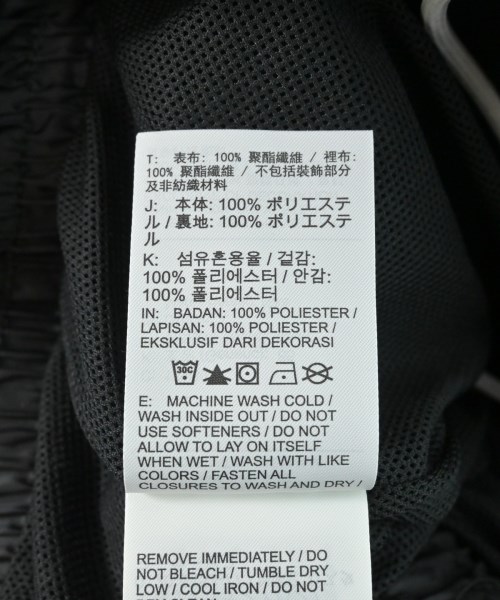 T: 表布: 100% 聚酯纖維 / 裡布:
100% 聚酯纖維 / 不包括裝飾部分
及非紡織材料
J: 本体: 100% ポリエステ
ル / 裏地: 100% ポリエステ
ル
K: 섬유혼용율 / 겉감:
100% 폴리에스터 / 안감:
100% 폴리에스터
IN: BADAN: 100% POLIESTER /
LAPISAN: 100% POLIESTER /
EKSKLUSIF DARI DEKORASI
30C
E: MACHINE WASH COLD /
WASH INSIDE OUT / DO NOT
USE SOFTENERS / DO NOT
ALLOW TO LAY ON ITSELF
WHEN WET / WASH WITH LIKE
COLORS / FASTEN ALL
CLOSURES TO WASH AND DRY /
REMOVE IMMEDIATELY / DO
NOT BLEACH / TUMBLE DRY
LOW / COOL IRON / DO NOT